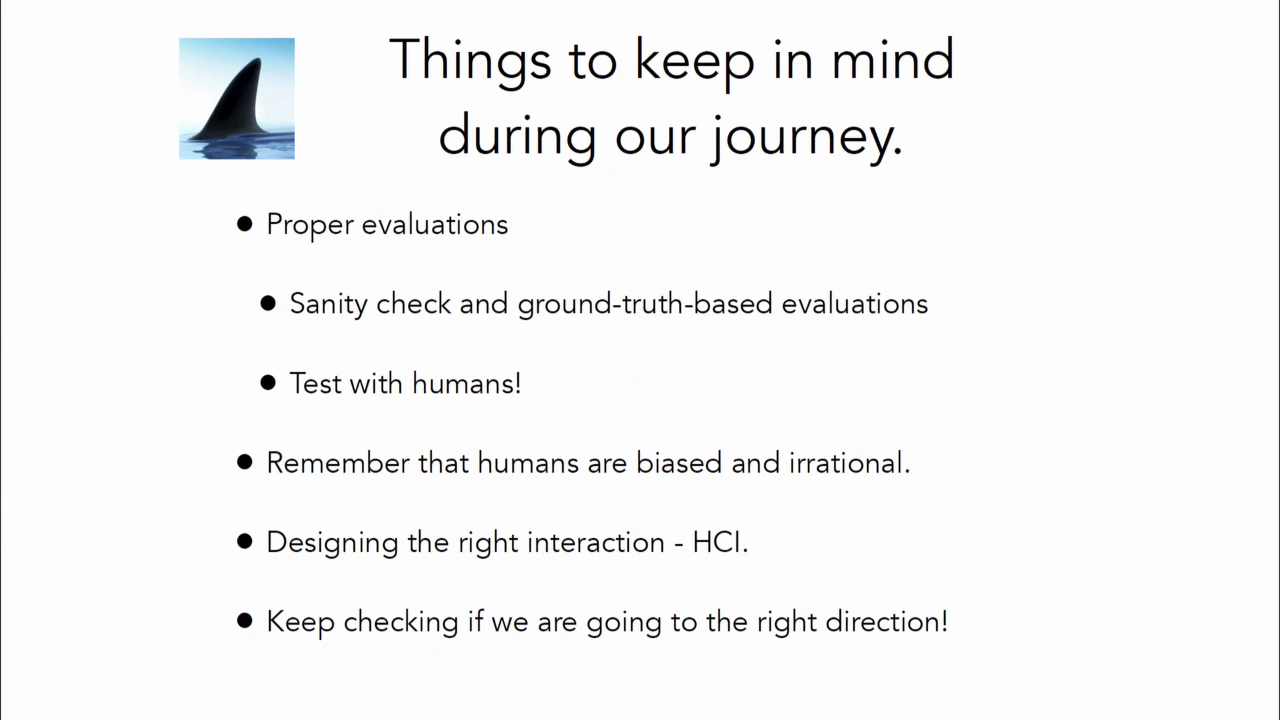 Things to keep in mind
during our journey.
● Proper evaluations
● Sanity check and ground-truth-based evaluations
● Test with humans!
● Remember that humans are biased and irrational.
● Designing the right interaction - HCI.
● Keep checking if we are going to the right direction!